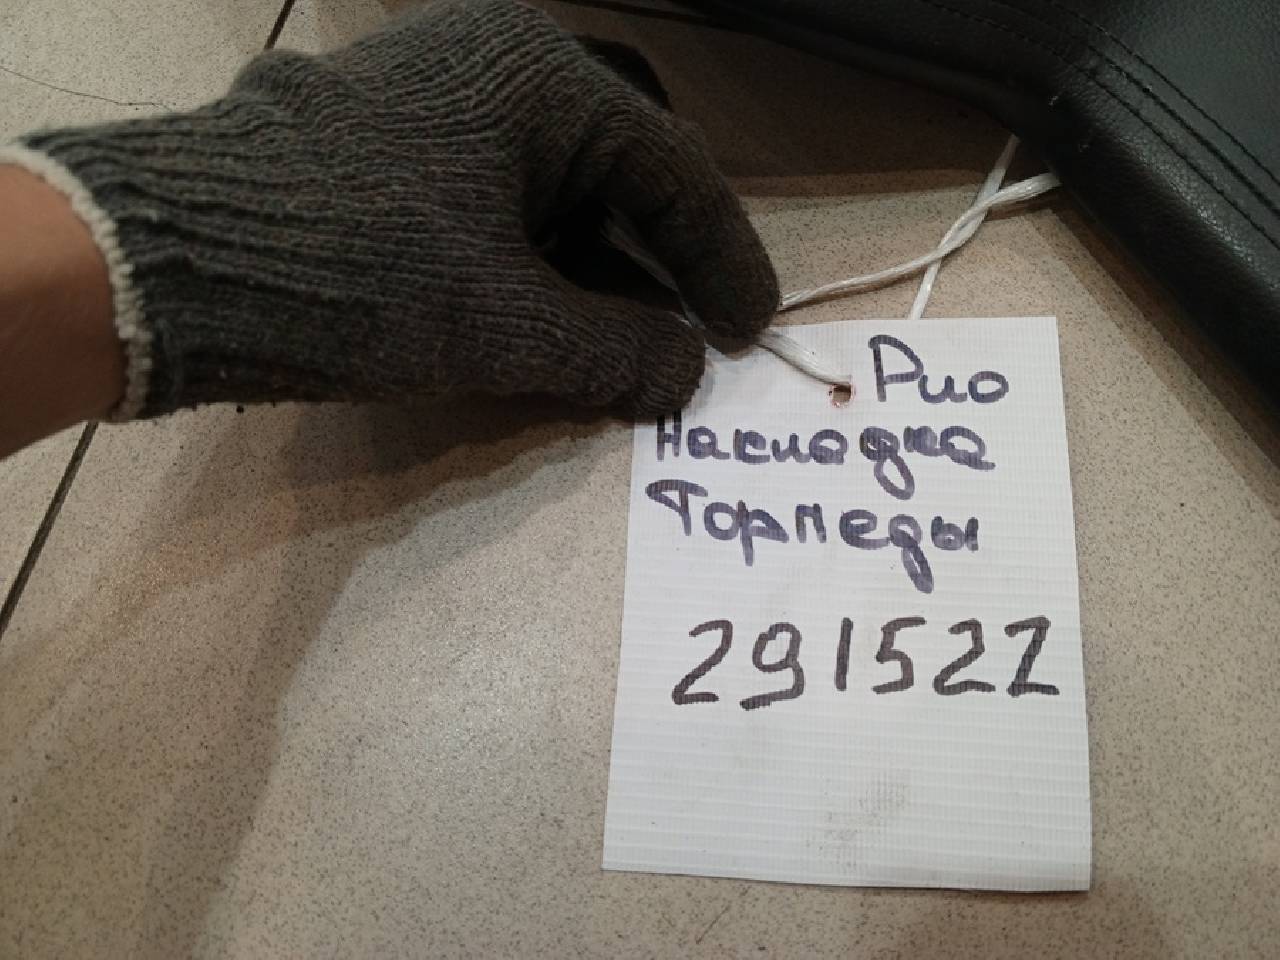 Рио
Накладка
Торпеды
291522